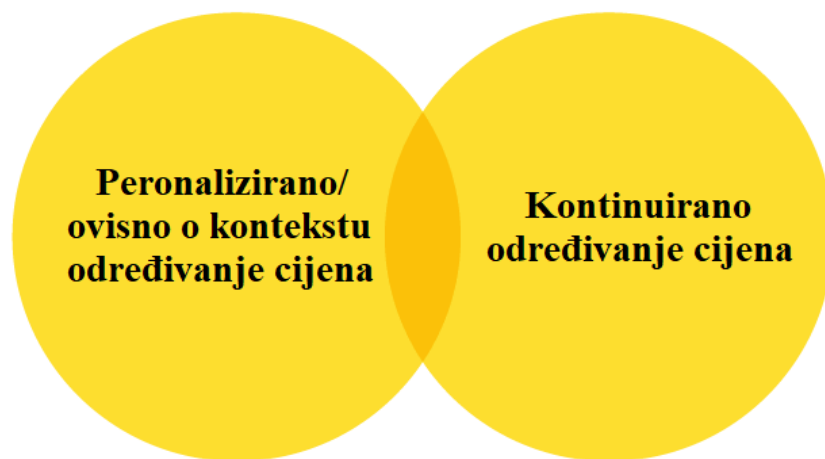 Peronalizirano/
ovisno o kontekstu
određivanje cijena
Kontinuirano
određivanje cijena